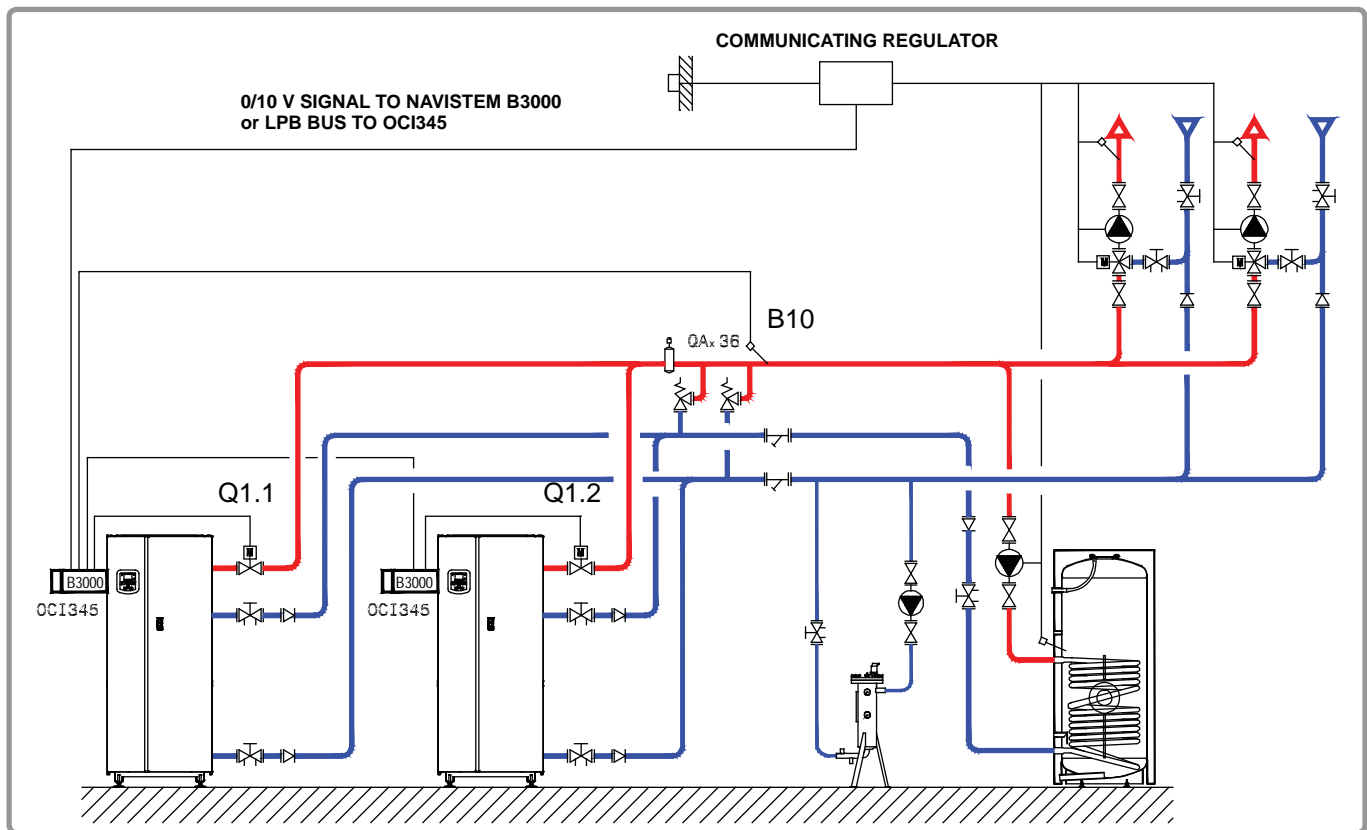 COMMUNICATING REGULATOR
0/10 V SIGNAL TO NAVISTEM B3000
or LPB BUS TO OCI345
B10
QAx 36
Q1.1
Q1.2
B3000
OCI345
B3000
OCI345
M
M
M
M